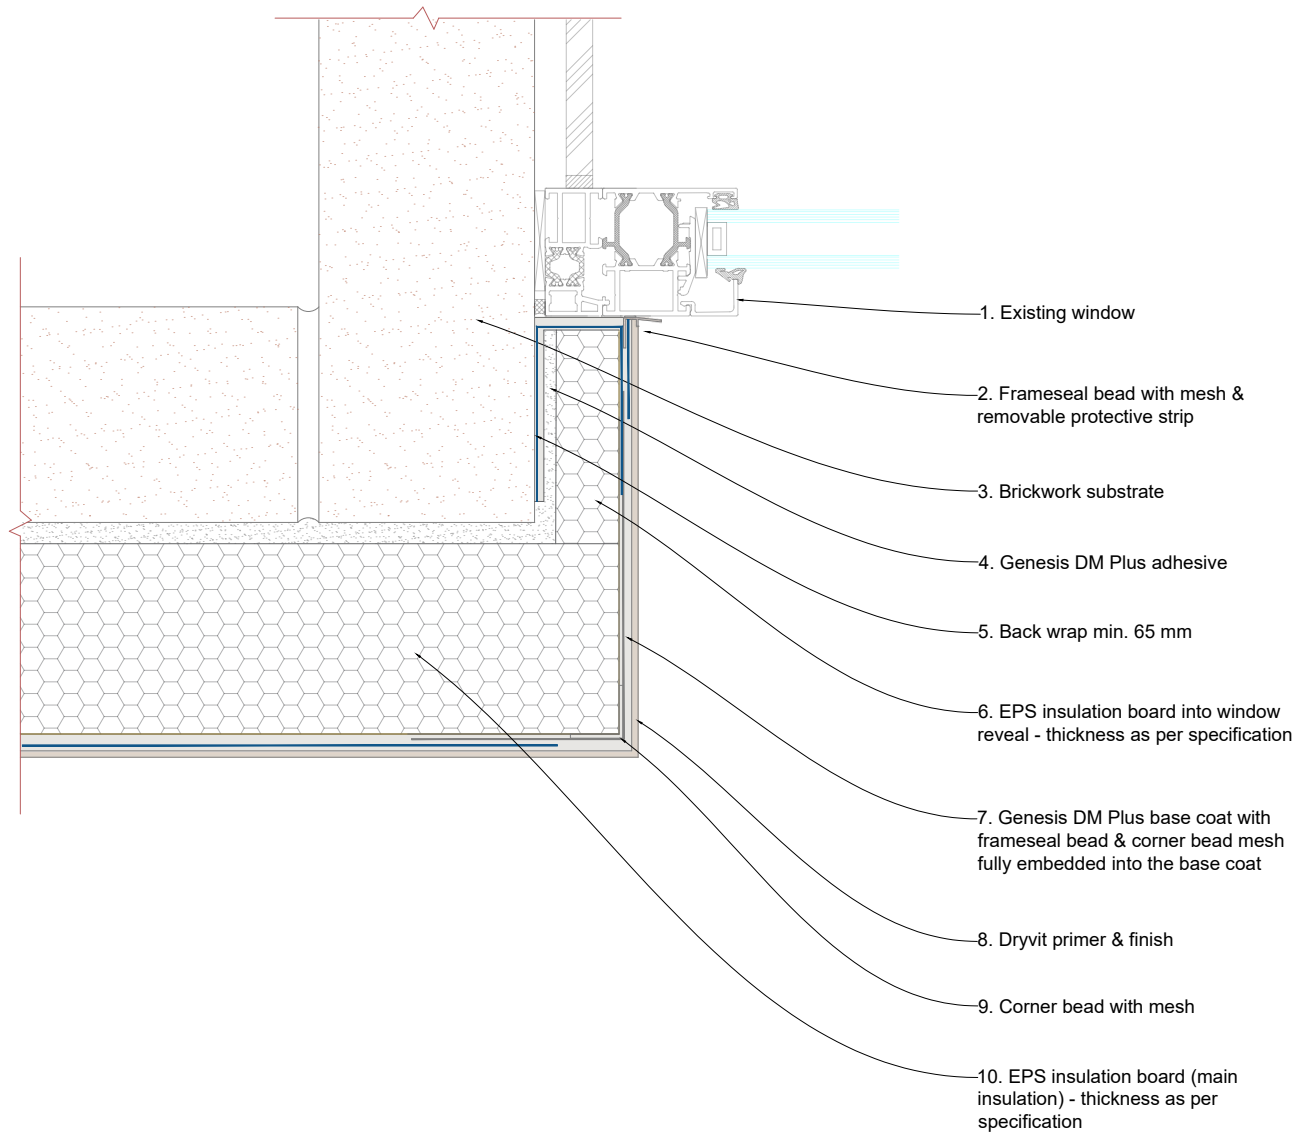 1. Existing window
2. Frameseal bead with mesh &
removable protective strip
3. Brickwork substrate
4. Genesis DM Plus adhesive
5. Back wrap min. 65 mm
6. EPS insulation board into window
reveal - thickness as per specification
7. Genesis DM Plus base coat with
frameseal bead & corner bead mesh
fully embedded into the base coat
8. Dryvit primer & finish
9. Corner bead with mesh
10. EPS insulation board (main
insulation) - thickness as per
specification